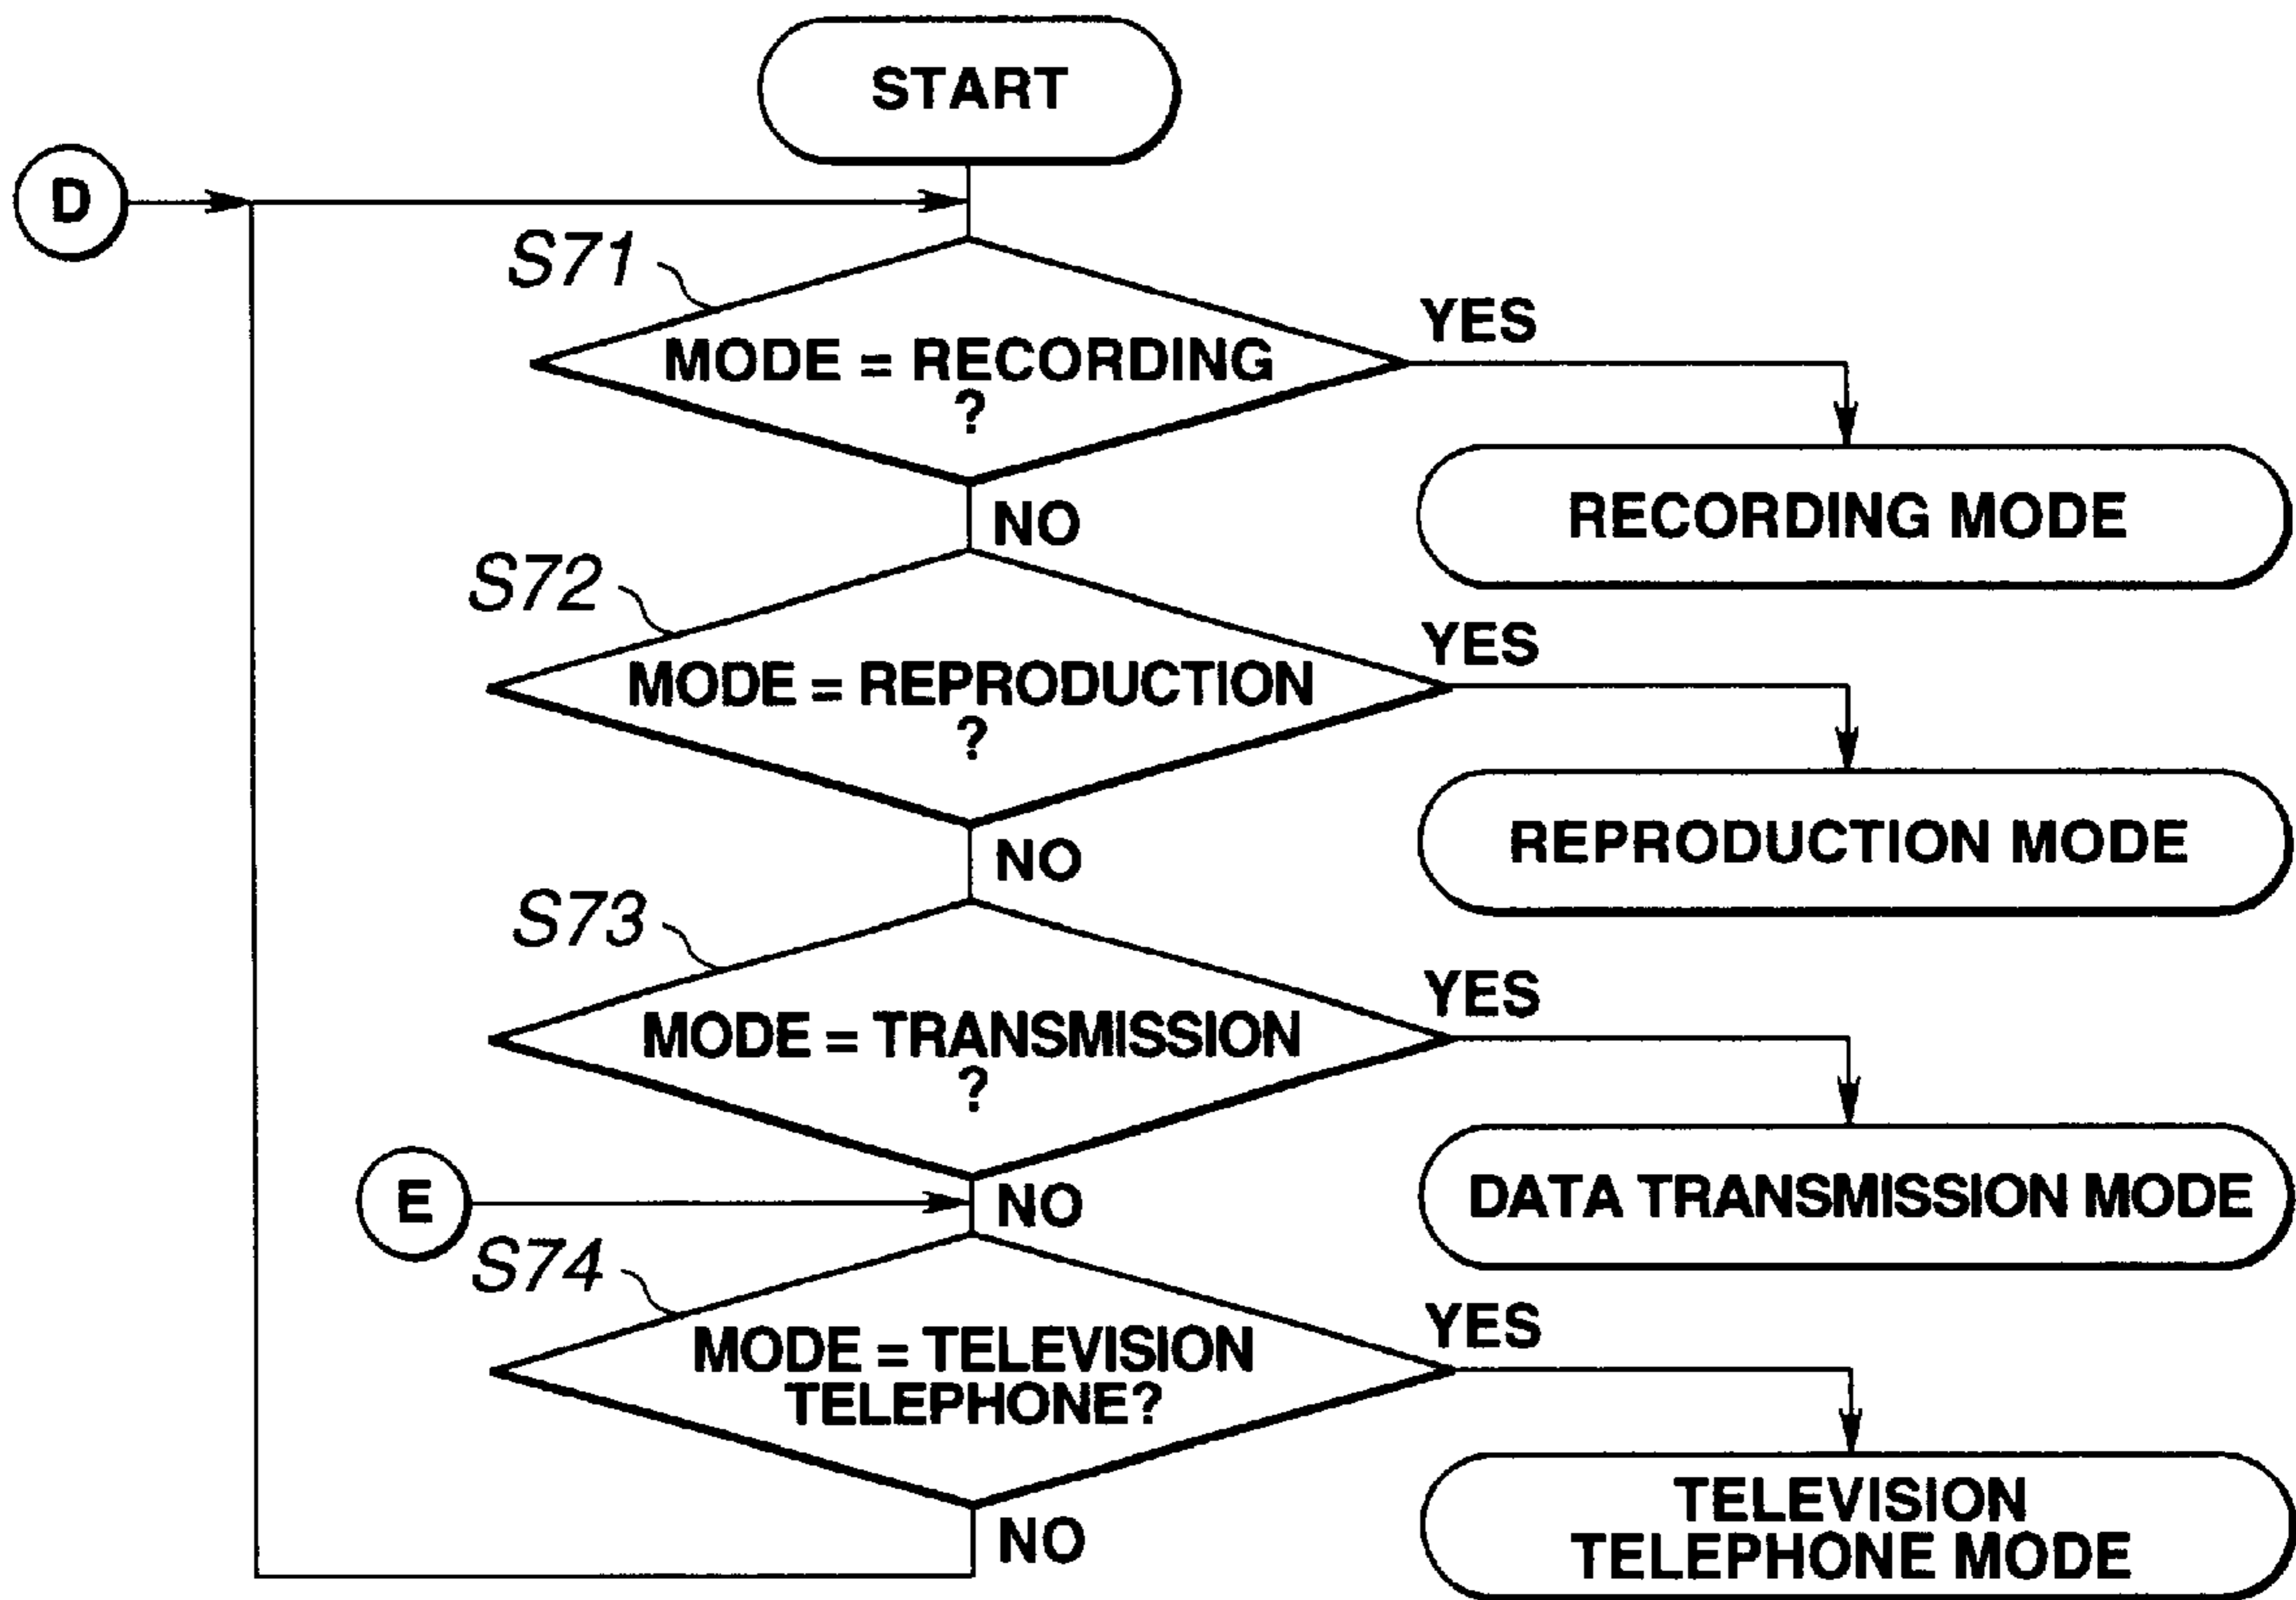 START
D
S71
MODE = RECORDING
?
YES
RECORDING MODE
NO
S72
MODE = REPRODUCTION
?
YES
REPRODUCTION MODE
NO
S73
MODE = TRANSMISSION
?
YES
DATA TRANSMISSION MODE
E
NO
S74
MODE = TELEVISION
TELEPHONE?
YES
TELEVISION
TELEPHONE MODE
NO